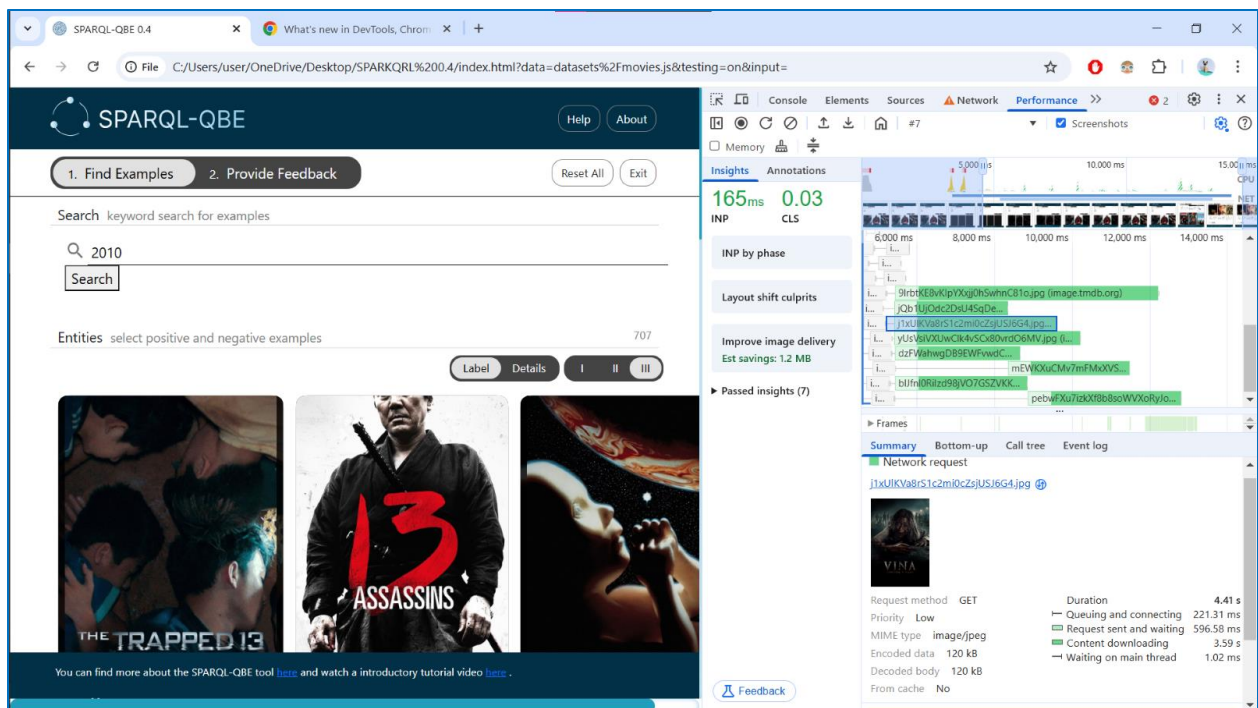 SPARQL-QBE 0.4
What's new in DevTools, Chrom
File C:/Users/user/OneDrive/Desktop/SPARKQRL%200.4/index.html?data=datasets%2Fmovies.js&testing=on&input=
SPARQL-QBE
Help About
1. Find Examples 2. Provide Feedback
Reset All Exit
Search keyword search for examples
2010
Search
Entities select positive and negative examples 707
Label Details I II III
THE TRAPPED 13
13
ASSASSINS
You can find more about the SPARQL-QBE tool here and watch a introductory tutorial video here .
Console Elements Sources Network Performance 2
#7 Screenshots
Memory
Insights Annotations
165ms 0.03
INP CLS
INP by phase
Layout shift culprits
Improve image delivery
Est savings: 1.2 MB
Passed insights (7)
Feedback
10,000 ms
CPU
NET
6,000 ms 8,000 ms 10,000 ms 12,000 ms 14,000 ms
i...
i...
i...
i... 9IrbtKE8vKlpYXxjj0hSwhnC81o.jpg (image.tmdb.org)
i... jQb1UjOdc2DsU4SqDe...
i... j1xUlKVa8rS1c2mi0cZsjUSJ6G4.jpg...
i... yUsVsiVXUwClk4vSCx80vrdO6MV.jpg (i...
i... dzFWahwgDB9EWFvwdC...
i... mEWKXuCMv7mFMxXVS...
i... bIJfnl0Rilzd98jVO7GSZVKK...
i... pebwFXu7izkXf8b8soWVXoRyJo...
...
Frames
Summary Bottom-up Call tree Event log
Network request
j1xUlKVa8rS1c2mi0cZsjUSJ6G4.jpg
VINA
Request method GET
Priority Low
MIME type image/jpeg
Encoded data 120 kB
Decoded body 120 kB
From cache No
Duration 4.41 s
Queuing and connecting 221.31 ms
Request sent and waiting 596.58 ms
Content downloading 3.59 s
Waiting on main thread 1.02 ms